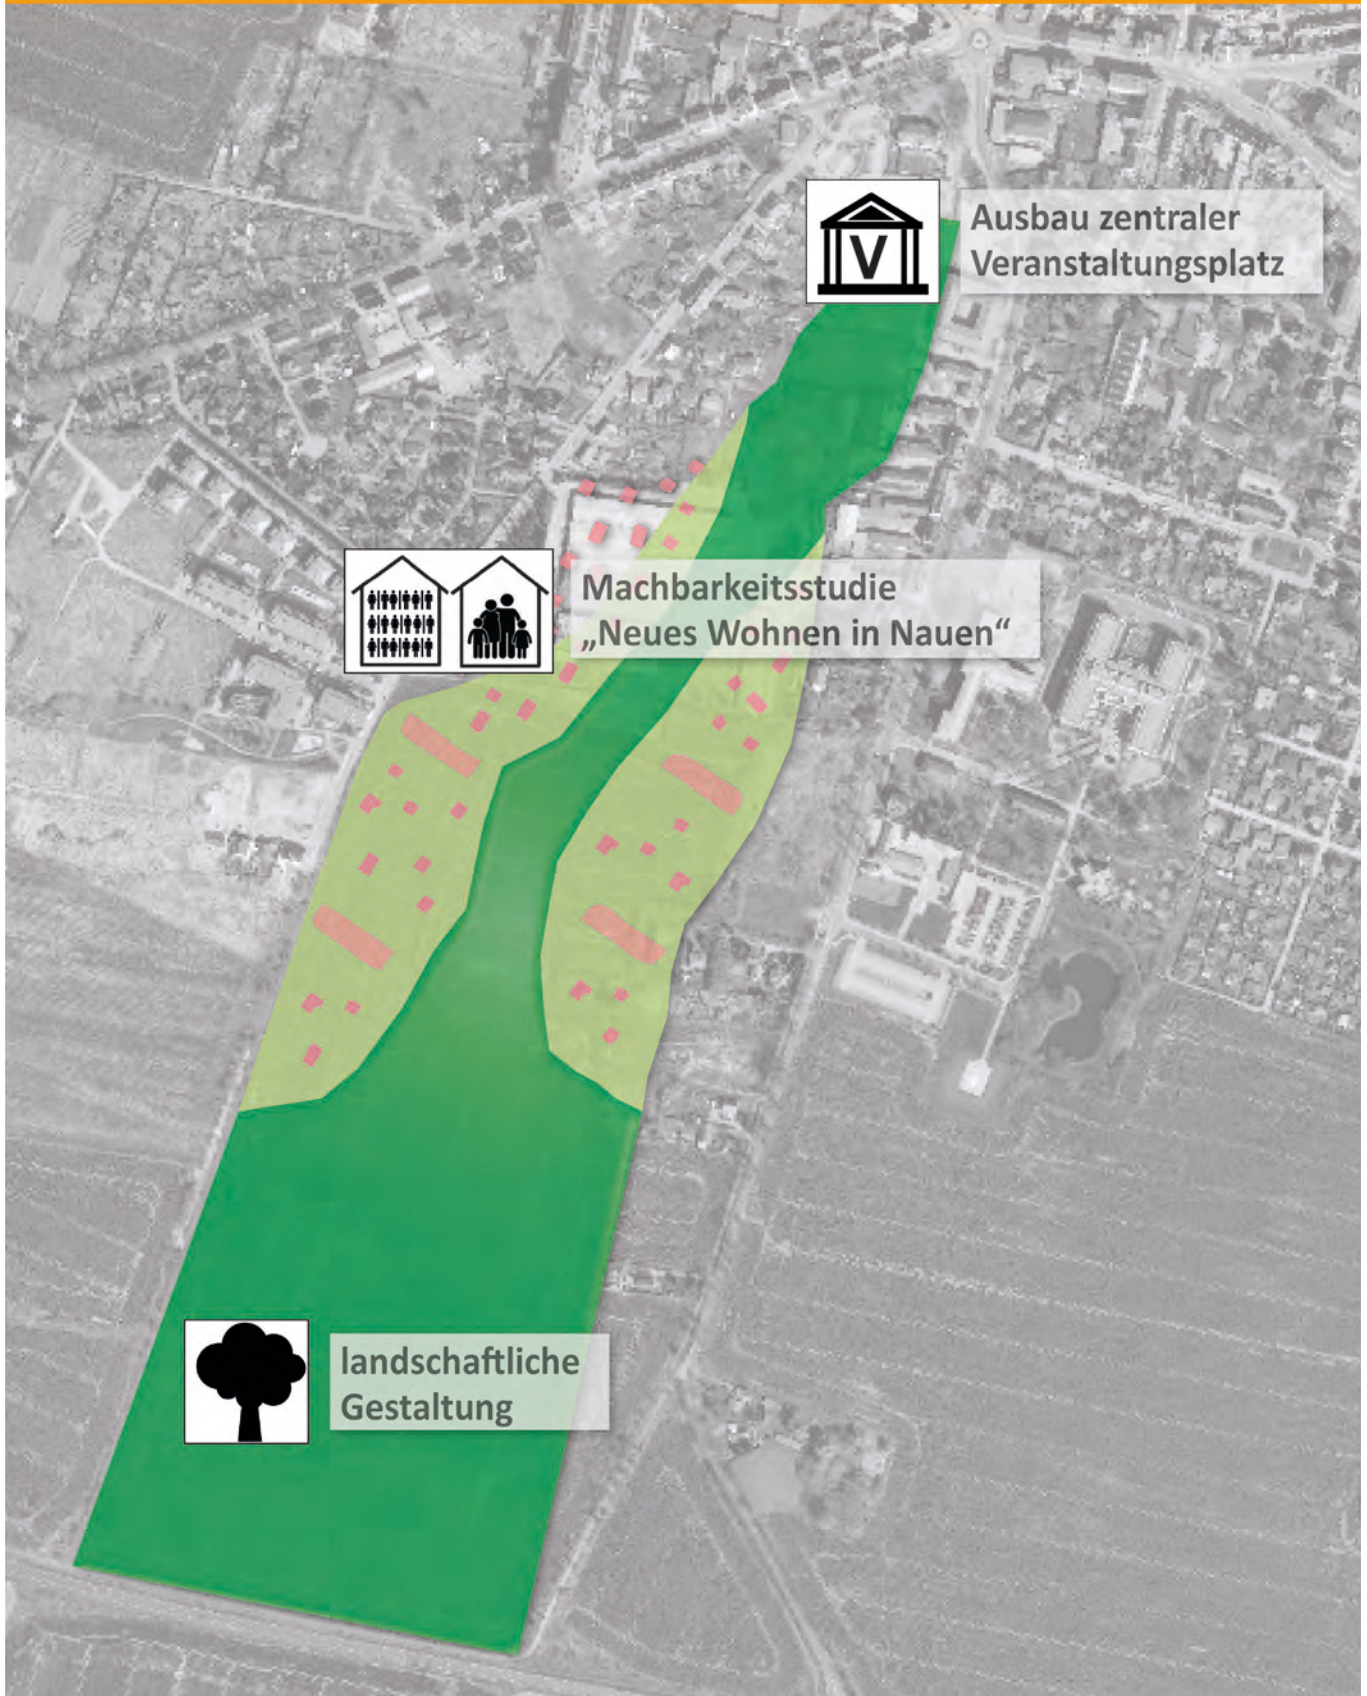 V
Ausbau zentraler
Veranstaltungsplatz
Machbarkeitsstudie
„Neues Wohnen in Nauen“
landschaftliche
Gestaltung